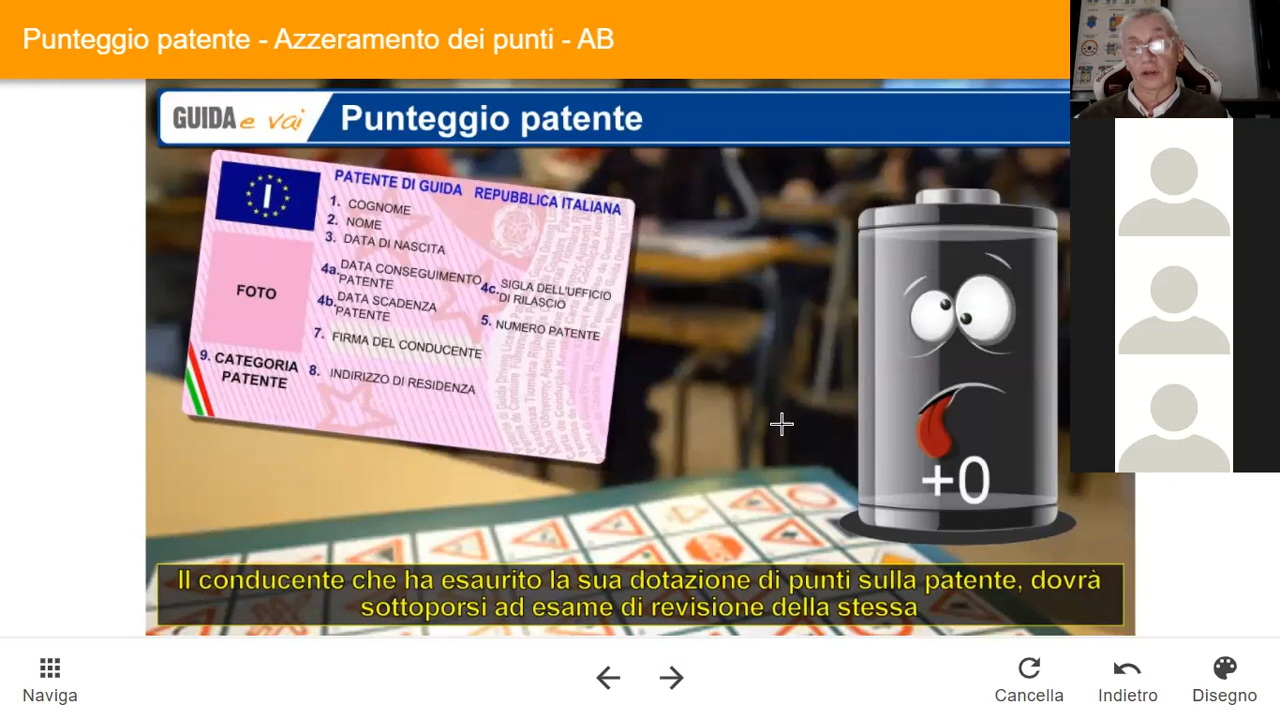 Punteggio patente - Azzeramento dei punti - AB
GUIDA e vai
Punteggio patente
I
PATENTE DI GUIDA REPUBBLICA ITALIANA
1. COGNOME
2. NOME
3. DATA DI NASCITA
4a. DATA CONSEGUIMENTO
PATENTE
4c. SIGLA DELL'UFFICIO
DI RILASCIO
4b. DATA SCADENZA
PATENTE
5. NUMERO PATENTE
FOTO
7. FIRMA DEL CONDUCENTE
9. CATEGORIA
PATENTE
8. INDIRIZZO DI RESIDENZA
+0
Il conducente che ha esaurito la sua dotazione di punti sulla patente, dovrà
sottoporsi ad esame di revisione della stessa
Naviga
Cancella
Indietro
Disegno